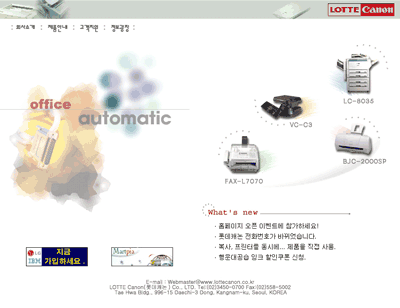 LOTTE Canon
: 회사소개 : 제품안내 : 고객지원 : 정보광장 :
office
automatic
LC-8035
VC-C3
BJC-2000SP
FAX-L7070
What's new
· 홈페이지 오픈 이벤트에 참가하세요!
· 롯데캐논 전화번호가 바뀌었습니다.
· 복사, 프린터를 동시에... 제품을 직접 사용.
· 행운대공습 잉크 할인쿠폰 신청.
LG
IBM
지금
가입하세요.
E-mail : Webmaster@www.lottecanon.co.kr
LOTTE Canon(롯데캐논) Co., LTD. Tel:(02)3450-0700 Fax:(02)558-5002
Tae Hwa Bldg., 996-15 Daechi-3 Dong, Kangnam-ku, Seoul, KOREA